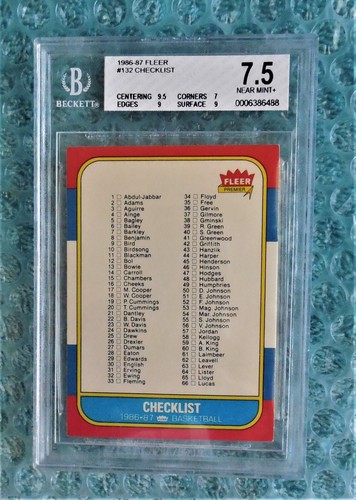 1986-87 FLEER
#132 CHECKLIST
B
BECKETT
CENTERING 9.5 CORNERS 7
EDGES 9 SURFACE 9
7.5
NEAR MINT+
0006386488
FLEER
PREMIER
1 Abdul-Jabbar
2 Adams
3 Aguirre
4 Ainge
5 Bagley
6 Bailey
7 Barkley
8 Benjamin
9 Bird
10 Birdsong
11 Blackman
12 Bol
13 Bowie
14 Carroll
15 Chambers
16 Cheeks
17 M. Cooper
18 W. Cooper
19 P. Cummings
20 T. Cummings
21 Dantley
22 B. Davis
23 W. Davis
24 Dawkins
25 Drew
26 Drexler
27 Dumars
28 Eaton
29 Edwards
30 English
31 Erving
32 Ewing
33 Fleming
34 Floyd
35 Free
36 Gervin
37 Gilmore
38 Gminski
39 R. Green
40 S. Green
41 Greenwood
42 Griffith
43 Hanzlik
44 Harper
45 Henderson
46 Hinson
47 Hodges
48 Hubbard
49 Humphries
50 D. Johnson
51 E. Johnson
52 F. Johnson
53 Mag. Johnson
54 Mar. Johnson
55 S. Johnson
56 V. Johnson
57 Jordan
58 Kellogg
59 A. King
60 B. King
61 Laimbeer
62 Leavell
63 Lever
64 Lister
65 Lloyd
66 Lucas
CHECKLIST
1986-87 FLEER BASKETBALL